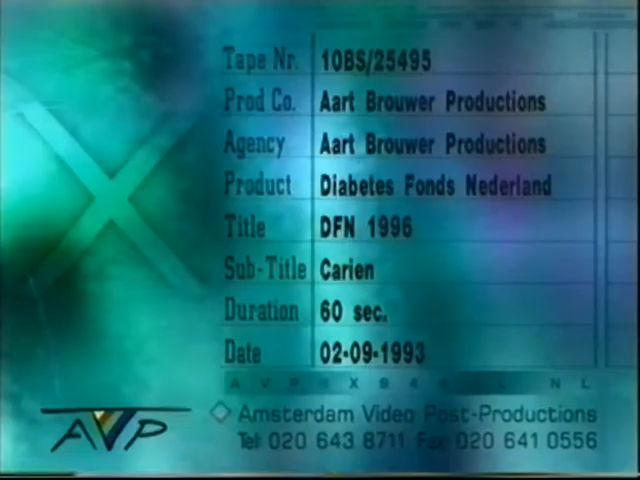 Tape Nr. 10BS/25495
Prod Co. Aart Brouwer Productions
Agency Aart Brouwer Productions
Product Diabetes Fonds Nederland
Title DFN 1996
Sub-Title Carien
Duration 60 sec.
Date 02-09-1993
AVP Amsterdam Video Post-Productions
Tel: 020 643 8711 Fax 020 641 0556